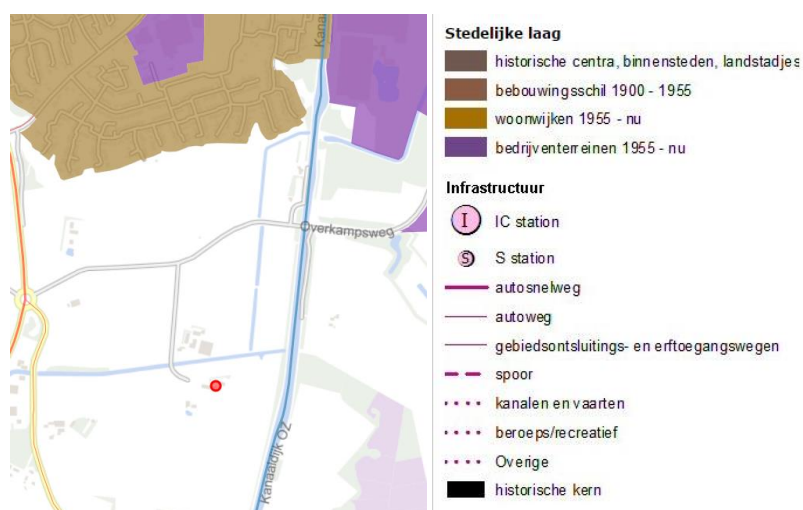 Kanaal
Overkampsweg
Kanaaldijk OZ
Stedelijke laag
historische centra, binnensteden, landstadjes
bebouwingsschil 1900 - 1955
woonwijken 1955 - nu
bedrijventerreinen 1955 - nu
Infrastructuur
I IC station
S S station
autosnelweg
autoweg
gebiedsontsluitings- en erftoegangswegen
spoor
kanalen en vaarten
beroeps/recreatief
Overige
historische kern